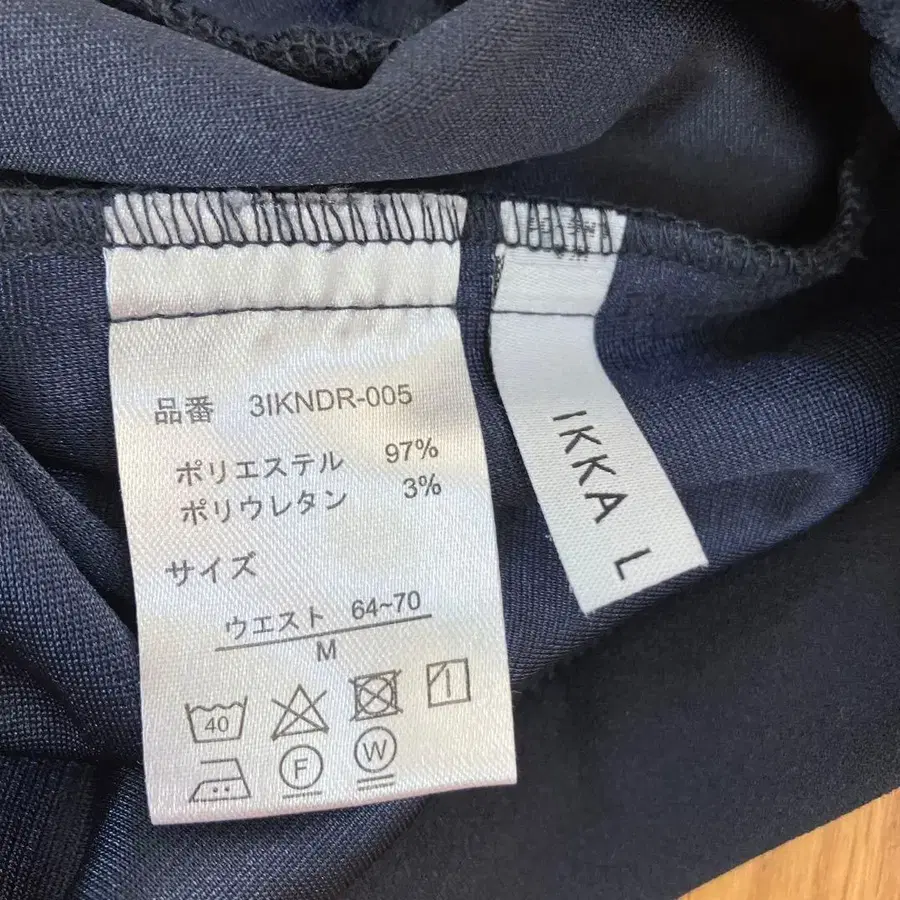 品番 3IKNDR-005
ポリエステル 97%
ポリウレタン 3%
サイズ
ウエスト 64~70
M
40
F W
IKKA L